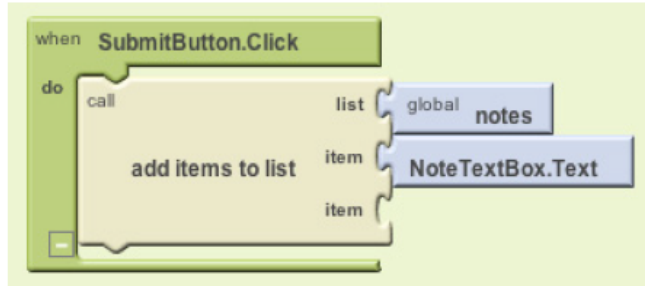 when SubmitButton.Click
do
call
list global notes
add items to list item NoteTextBox.Text
item